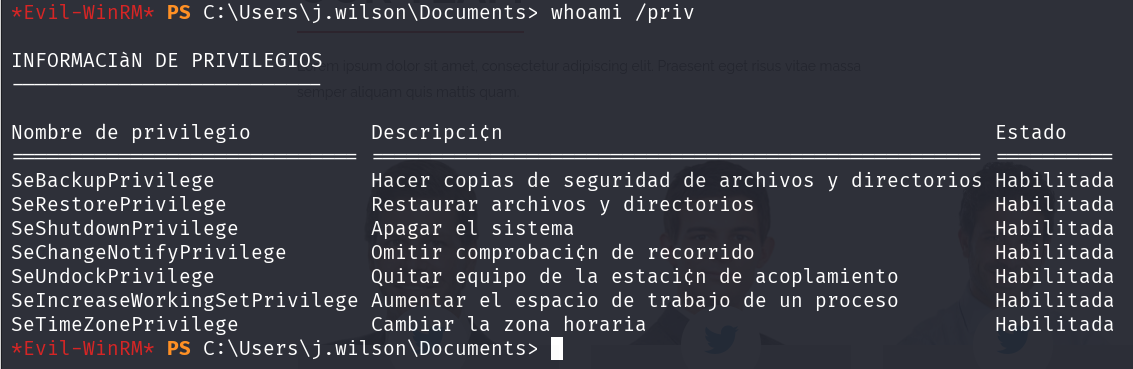 *Evil-WinRM* PS C:\Users\j.wilson\Documents> whoami /priv
INFORMACIàN DE PRIVILEGIOS
Lorem ipsum dolor sit amet, consectetur adipiscing elit. Praesent eget risus vitae massa
semper aliquam quis mattis quam.
Nombre de privilegio Descripci¢n Estado
SeBackupPrivilege Hacer copias de seguridad de archivos y directorios Habilitada
SeRestorePrivilege Restaurar archivos y directorios Habilitada
SeShutdownPrivilege Apagar el sistema Habilitada
SeChangeNotifyPrivilege Omitir comprobaci¢n de recorrido Habilitada
SeUndockPrivilege Quitar equipo de la estaci¢n de acoplamiento Habilitada
SeIncreaseWorkingSetPrivilege Aumentar el espacio de trabajo de un proceso Habilitada
SeTimeZonePrivilege Cambiar la zona horaria Habilitada
*Evil-WinRM* PS C:\Users\j.wilson\Documents>